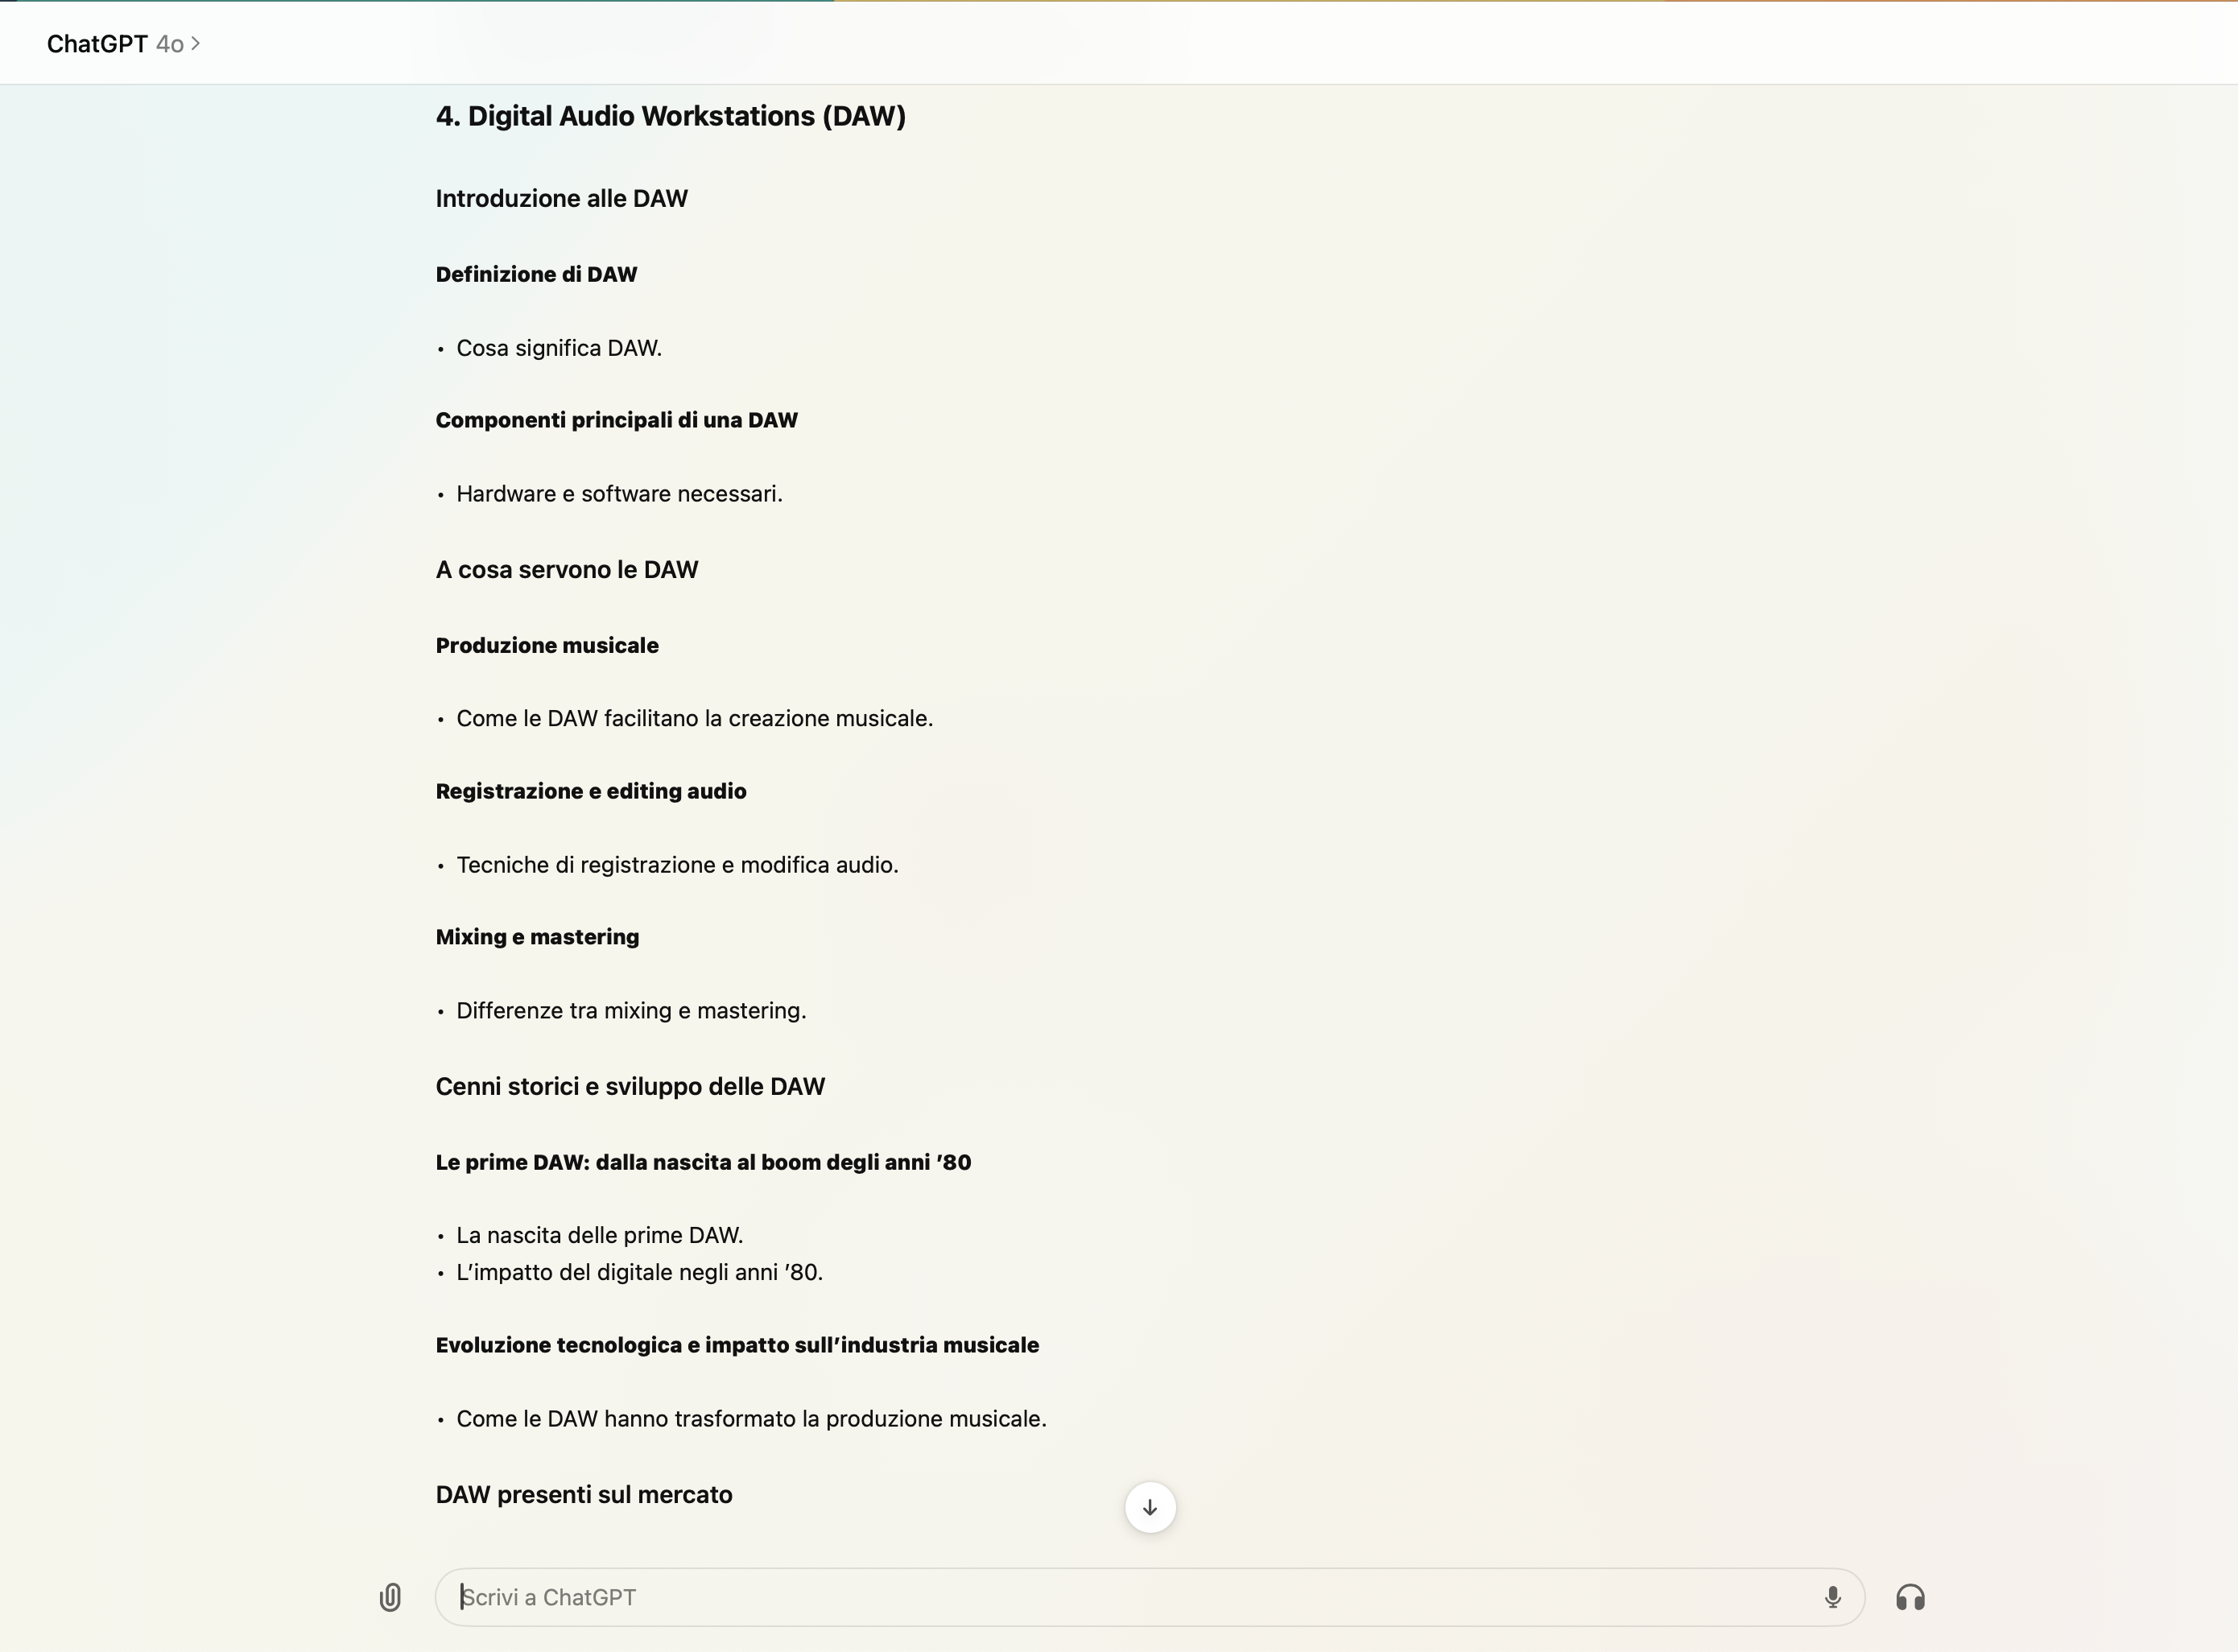 ChatGPT 4o
4. Digital Audio Workstations (DAW)
Introduzione alle DAW
Definizione di DAW
• Cosa significa DAW.
Componenti principali di una DAW
• Hardware e software necessari.
A cosa servono le DAW
Produzione musicale
• Come le DAW facilitano la creazione musicale.
Registrazione e editing audio
• Tecniche di registrazione e modifica audio.
Mixing e mastering
• Differenze tra mixing e mastering.
Cenni storici e sviluppo delle DAW
Le prime DAW: dalla nascita al boom degli anni ’80
• La nascita delle prime DAW.
• L’impatto del digitale negli anni ’80.
Evoluzione tecnologica e impatto sull’industria musicale
• Come le DAW hanno trasformato la produzione musicale.
DAW presenti sul mercato
Scrivi a ChatGPT